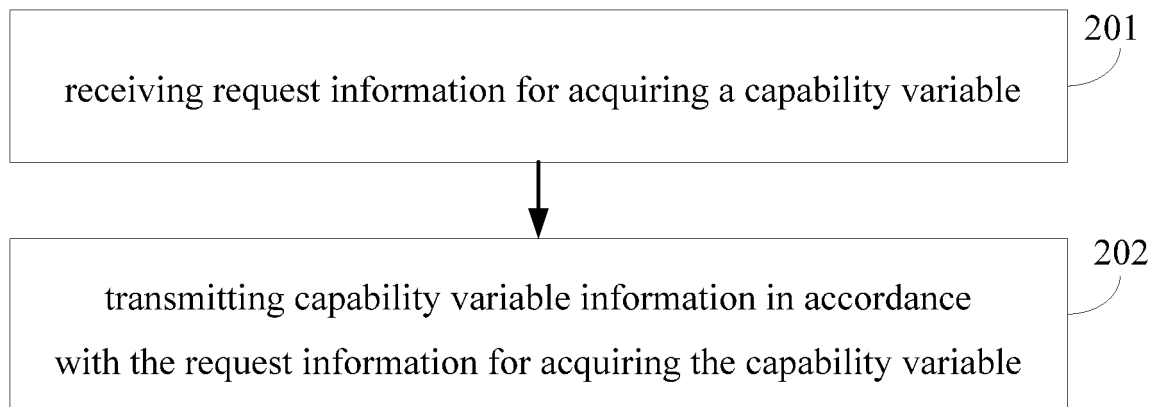 201
receiving request information for acquiring a capability variable
202
transmitting capability variable information in accordance
with the request information for acquiring the capability variable